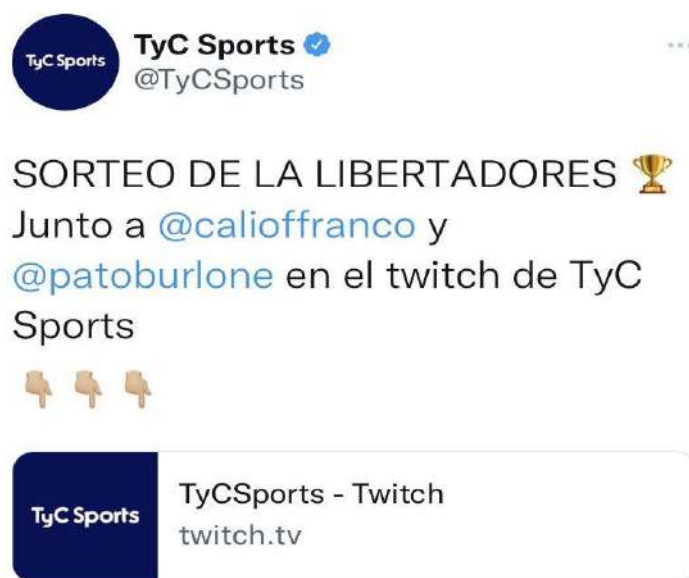 TyC Sports
TyC Sports
@TyCSports
SORTEO DE LA LIBERTADORES 🏆
Junto a @calioffranco y
@patoburlone en el twitch de TyC
Sports
👇🏼 👇🏼 👇🏼
TyC Sports
TyCSports - Twitch
twitch.tv